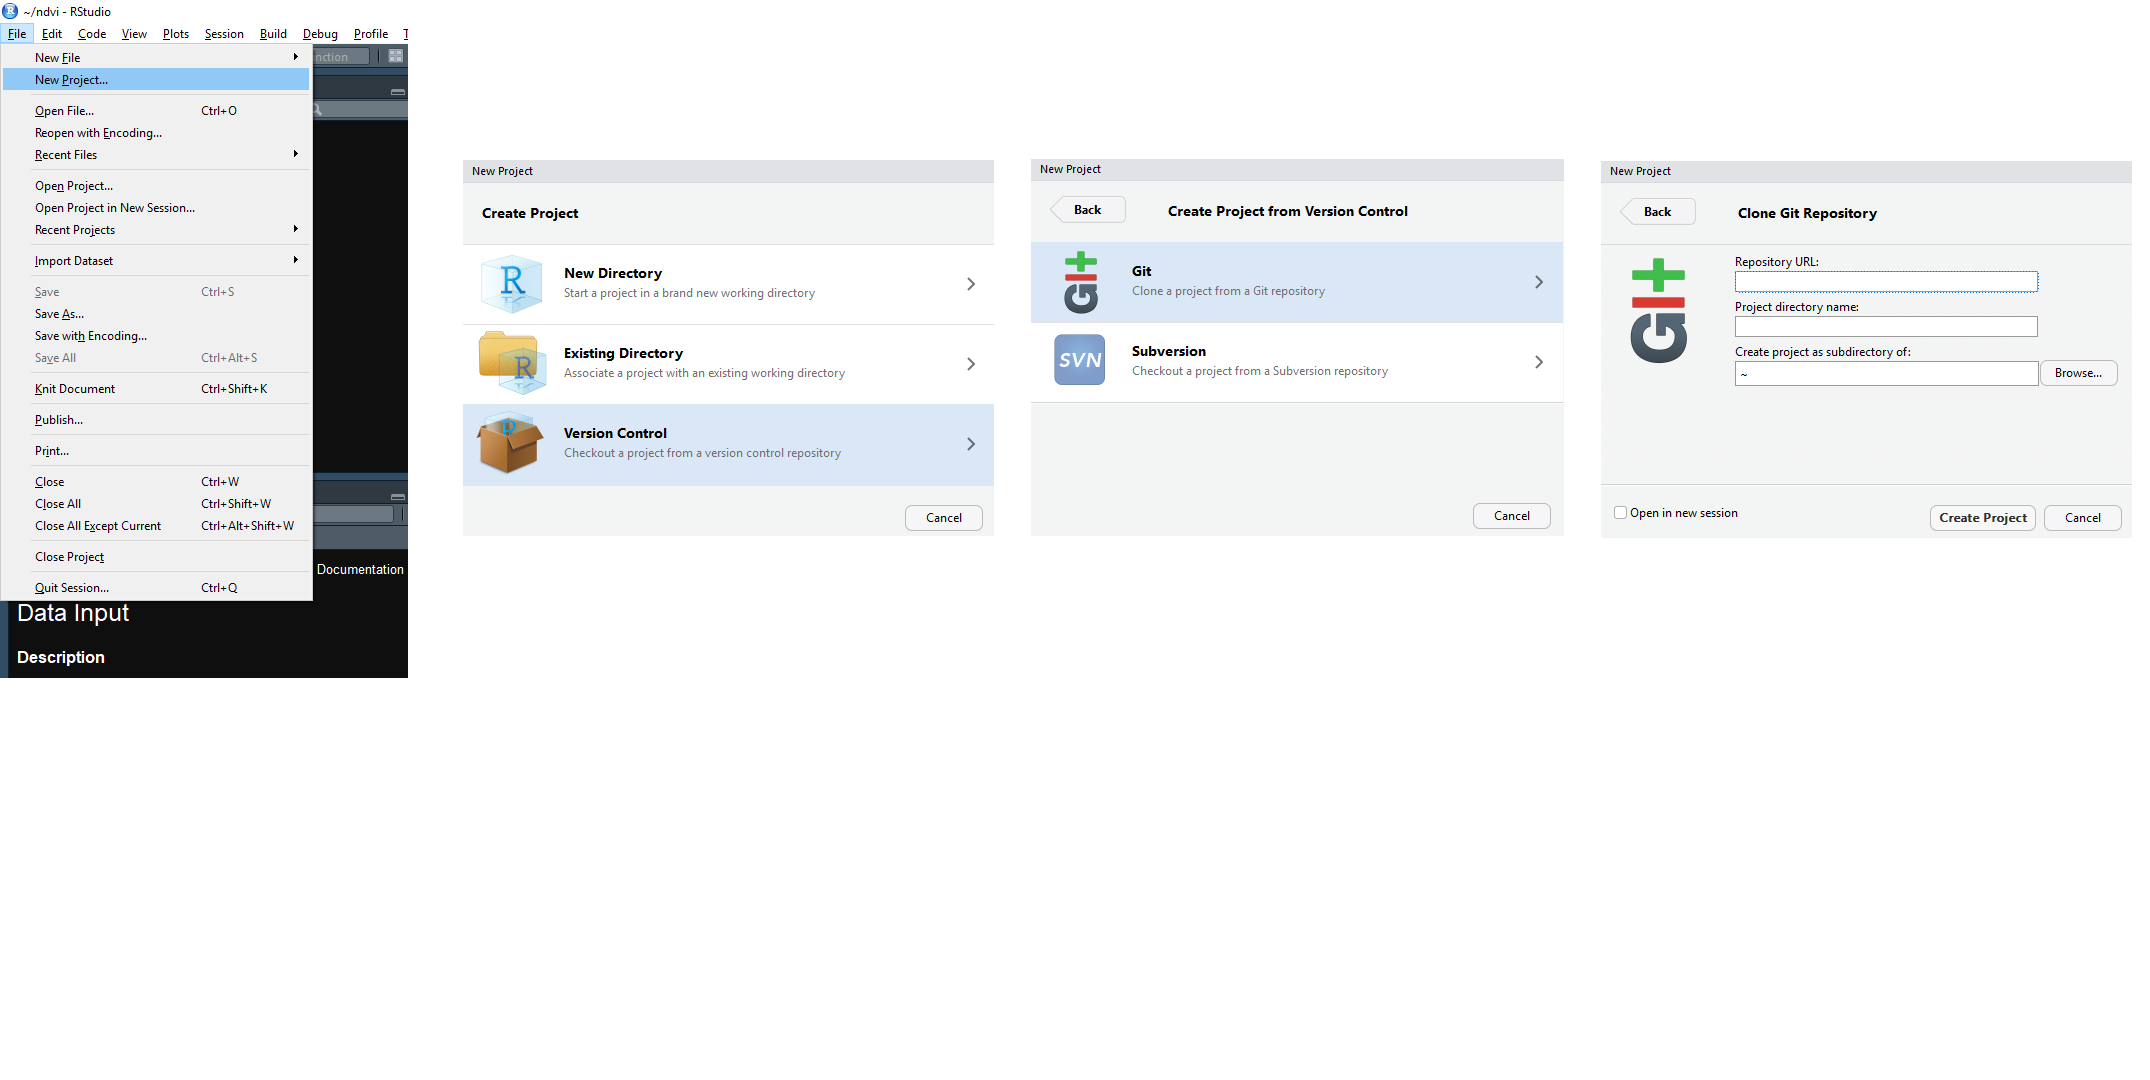 ~/ndvi - RStudio
File Edit Code View Plots Session Build Debug Profile T
New File
nction
New Project...
Open File... Ctrl+O
Reopen with Encoding...
Recent Files
Open Project...
Open Project in New Session...
Recent Projects
Import Dataset
Save Ctrl+S
Save As...
Save with Encoding...
Save All Ctrl+Alt+S
Knit Document Ctrl+Shift+K
Publish...
Print...
Close Ctrl+W
Close All Ctrl+Shift+W
Close All Except Current Ctrl+Alt+Shift+W
Close Project
Quit Session... Ctrl+Q
Documentation
Data Input
Description
New Project
Create Project
R
New Directory
Start a project in a brand new working directory
R
Existing Directory
Associate a project with an existing working directory
Version Control
Checkout a project from a version control repository
Cancel
New Project
Back
Create Project from Version Control
GIt
Git
Clone a project from a Git repository
SVN
Subversion
Checkout a project from a Subversion repository
Cancel
New Project
Back
Clone Git Repository
GIt
Repository URL:
Project directory name:
Create project as subdirectory of:
~
Browse...
Open in new session
Create Project
Cancel